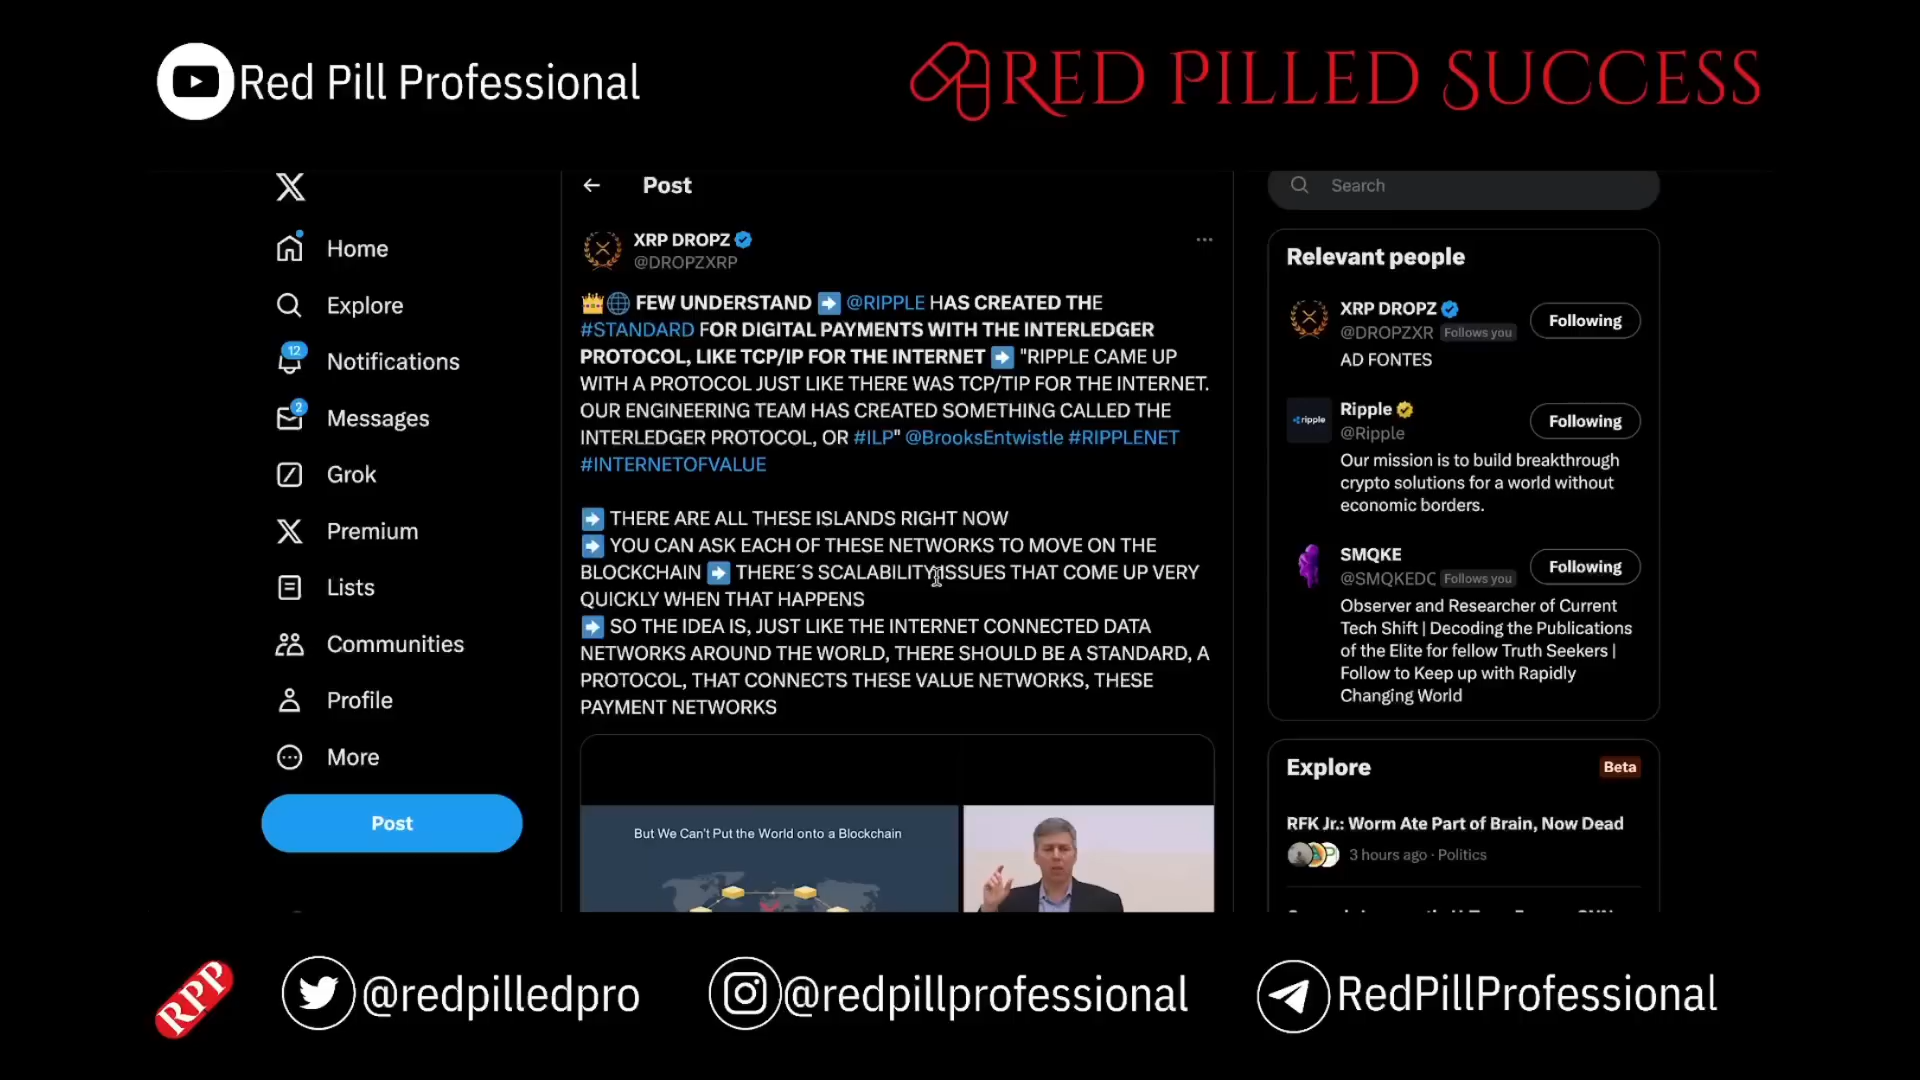 Red Pill Professional
RED PILLED SUCCESS
Home
Explore
12
Notifications
2
Messages
Grok
Premium
Lists
Communities
Profile
More
Post
Post
XRP DROPZ
@DROPZXRP
FEW UNDERSTAND ➡ @RIPPLE HAS CREATED THE
#STANDARD FOR DIGITAL PAYMENTS WITH THE INTERLEDGER
PROTOCOL, LIKE TCP/IP FOR THE INTERNET ➡ "RIPPLE CAME UP
WITH A PROTOCOL JUST LIKE THERE WAS TCP/TIP FOR THE INTERNET.
OUR ENGINEERING TEAM HAS CREATED SOMETHING CALLED THE
INTERLEDGER PROTOCOL, OR #ILP" @BrooksEntwistle #RIPPLENET
#INTERNETOFVALUE
➡ THERE ARE ALL THESE ISLANDS RIGHT NOW
➡ YOU CAN ASK EACH OF THESE NETWORKS TO MOVE ON THE
BLOCKCHAIN ➡ THERE´S SCALABILITY ISSUES THAT COME UP VERY
QUICKLY WHEN THAT HAPPENS
➡ SO THE IDEA IS, JUST LIKE THE INTERNET CONNECTED DATA
NETWORKS AROUND THE WORLD, THERE SHOULD BE A STANDARD, A
PROTOCOL, THAT CONNECTS THESE VALUE NETWORKS, THESE
PAYMENT NETWORKS
But We Can't Put the World onto a Blockchain
Search
Relevant people
XRP DROPZ
@DROPZXR Follows you
Following
AD FONTES
Ripple
@Ripple
Following
ripple
Our mission is to build breakthrough
crypto solutions for a world without
economic borders.
SMQKE
@SMQKEDC Follows you
Following
Observer and Researcher of Current
Tech Shift | Decoding the Publications
of the Elite for fellow Truth Seekers |
Follow to Keep up with Rapidly
Changing World
Explore
Beta
RFK Jr.: Worm Ate Part of Brain, Now Dead
3 hours ago · Politics
RPP
@redpilledpro
@redpillprofessional
RedPillProfessional